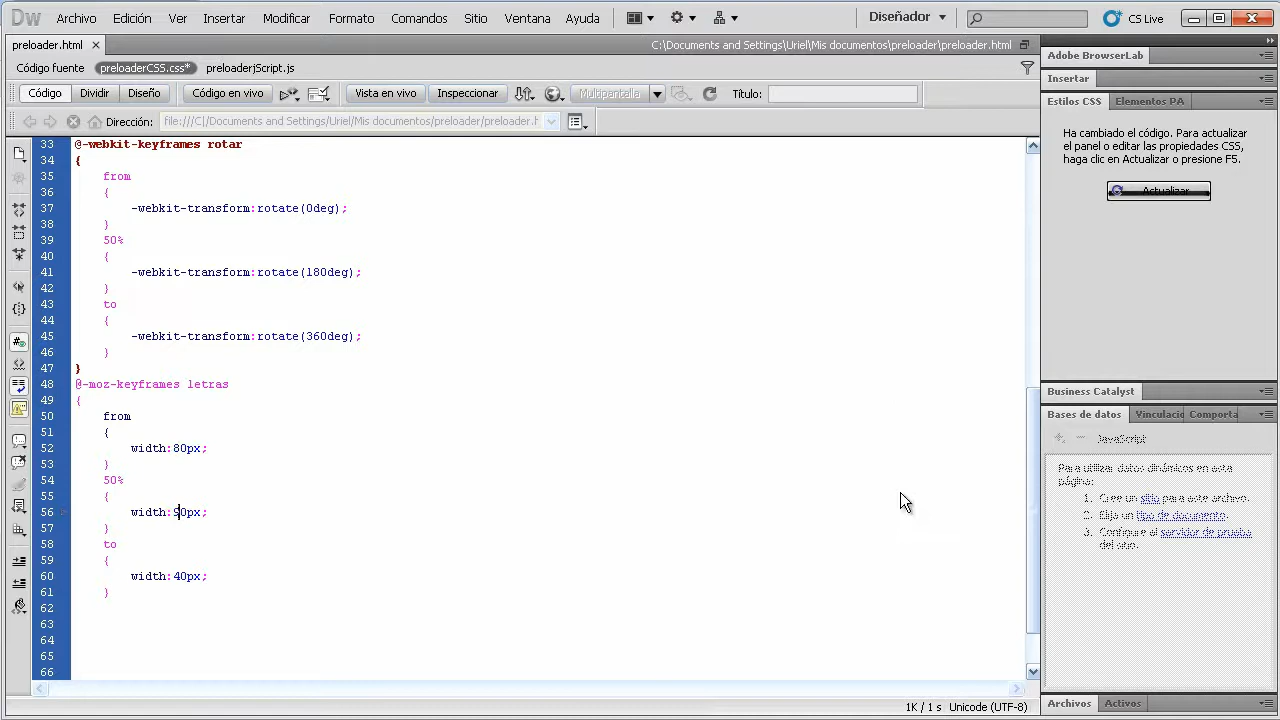 Dw Archivo Edición Ver Insertar Modificar Formato Comandos Sitio Ventana Ayuda Diseñador CS Live
preloader.html C:\Documents and Settings\Uriel\Mis documentos\preloader\preloader.html
Código fuente preloaderCSS.css* preloaderjScript.js
Código Dividir Diseño Código en vivo Vista en vivo Inspeccionar Multipantalla Título:
Dirección: file:///C|/Documents and Settings/Uriel/Mis documentos/preloader/preloader.h
33 @-webkit-keyframes rotar
34 {
35 from
36 {
37 -webkit-transform:rotate(0deg);
38 }
39 50%
40 {
41 -webkit-transform:rotate(180deg);
42 }
43 to
44 {
45 -webkit-transform:rotate(360deg);
46 }
47 }
48 @-moz-keyframes letras
49 {
50 from
51 {
52 width:80px;
53 }
54 50%
55 {
56 width:90px;
57 }
58 to
59 {
60 width:40px;
61 }
62
63
64
65
66
1K / 1 s Unicode (UTF-8)
Adobe BrowserLab
Insertar
Estilos CSS Elementos PA
Ha cambiado el código. Para actualizar
el panel o editar las propiedades CSS,
haga clic en Actualizar o presione F5.
Actualizar
Business Catalyst
Bases de datos Vinculacio Comporta
JavaScript
Para utilizar datos dinámicos en esta
página:
1. Cree un sitio para este archivo.
2. Elija un tipo de documento.
3. Configure el servidor de prueba
del sitio.
Archivos Activos